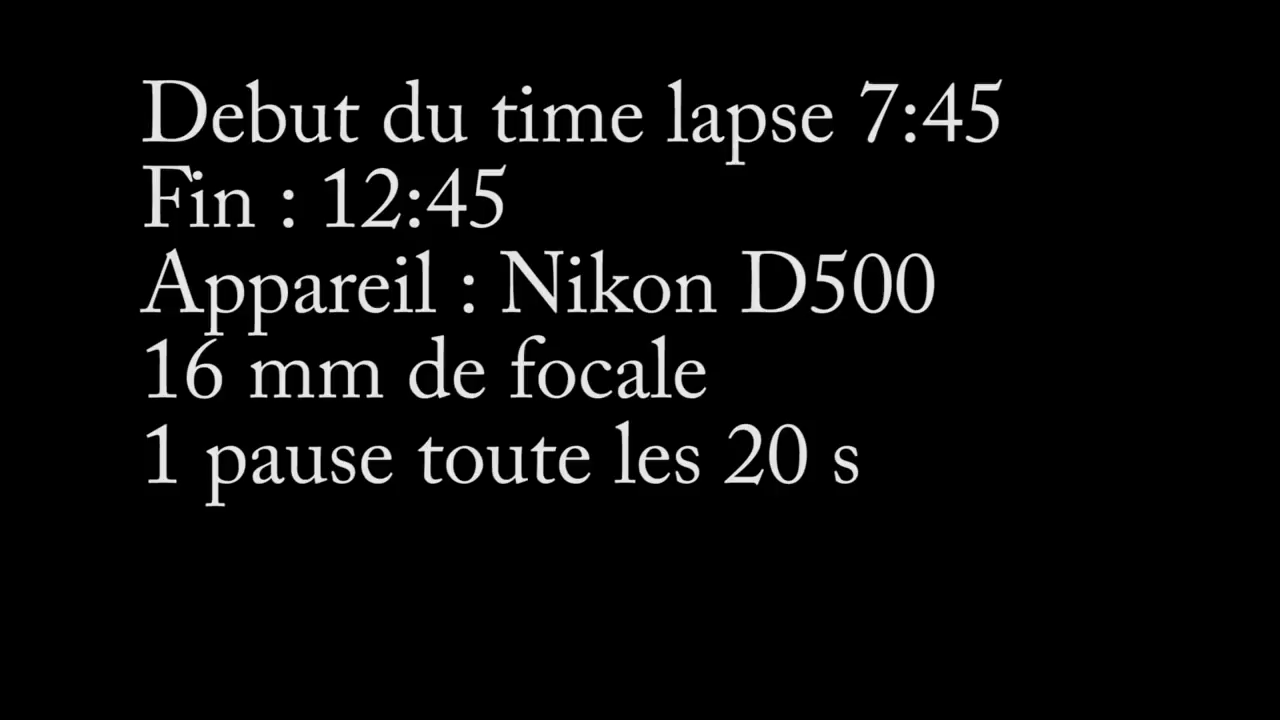 Debut du time lapse 7:45
Fin : 12:45
Appareil : Nikon D500
16 mm de focale
1 pause toute les 20 s